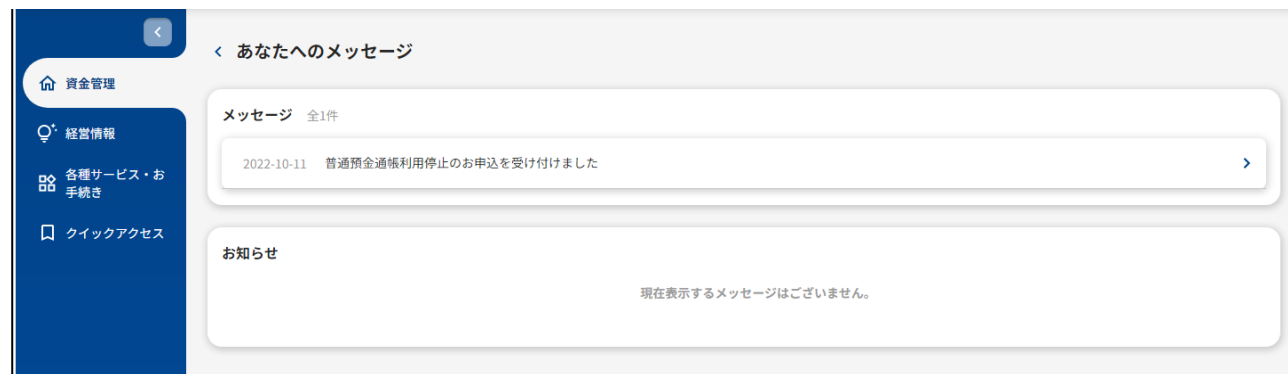 あなたへのメッセージ
資金管理
経営情報
各種サービス・お
手続き
クイックアクセス
メッセージ 全1件
2022-10-11 普通預金通帳利用停止のお申込を受け付けました
お知らせ
現在表示するメッセージはございません。